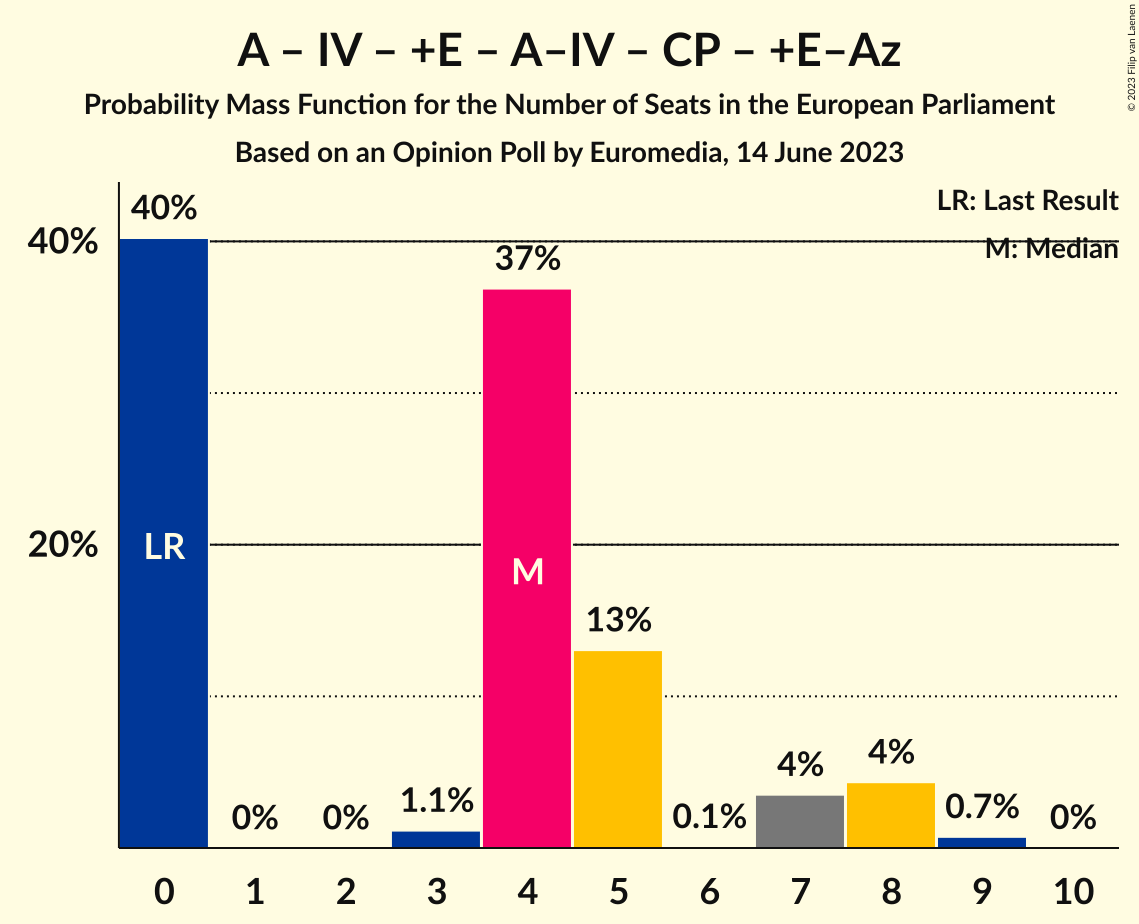 A – IV – +E – A–IV – CP – +E–Az
Probability Mass Function for the Number of Seats in the European Parliament
Based on an Opinion Poll by Euromedia, 14 June 2023
© 2023 Filip van Laenen
LR: Last Result
M: Median
40%
20%
40%
0%
0%
1.1%
37%
13%
0.1%
4%
4%
0.7%
0%
LR
M
0 1 2 3 4 5 6 7 8 9 10